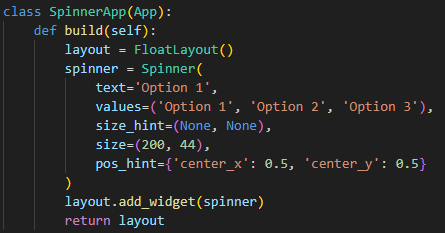 class SpinnerApp(App):
    def build(self):
        layout = FloatLayout()
        spinner = Spinner(
            text='Option 1',
            values=('Option 1', 'Option 2', 'Option 3'),
            size_hint=(None, None),
            size=(200, 44),
            pos_hint={'center_x': 0.5, 'center_y': 0.5}
        )
        layout.add_widget(spinner)
        return layout